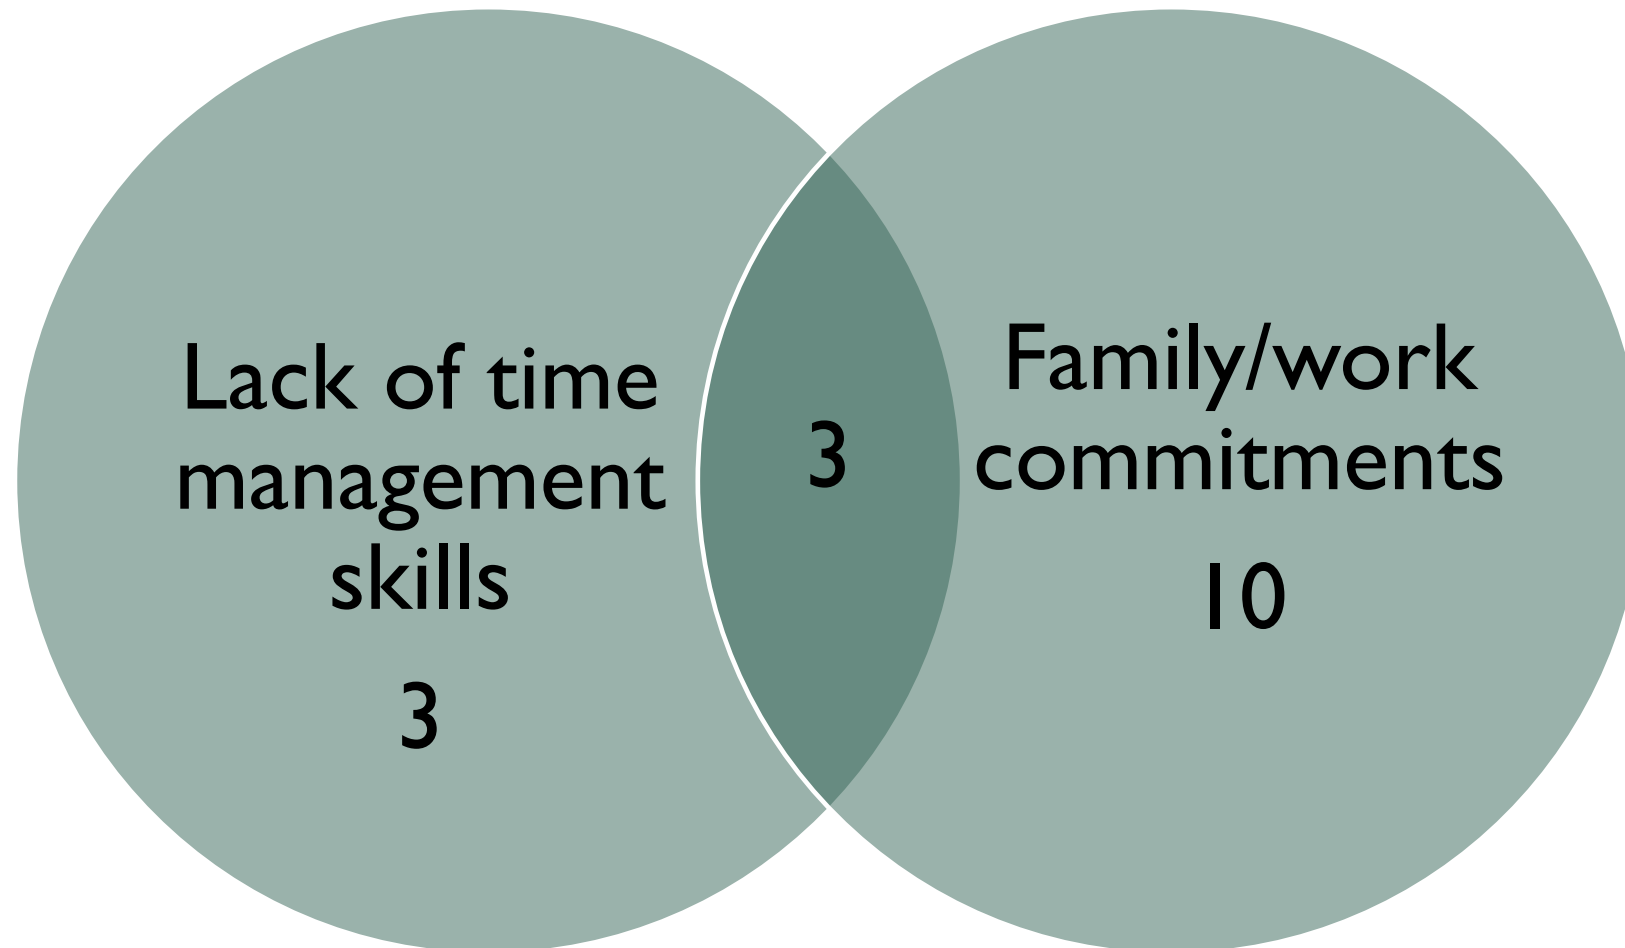 Lack of time
management
skills
3
3
Family/work
commitments
10